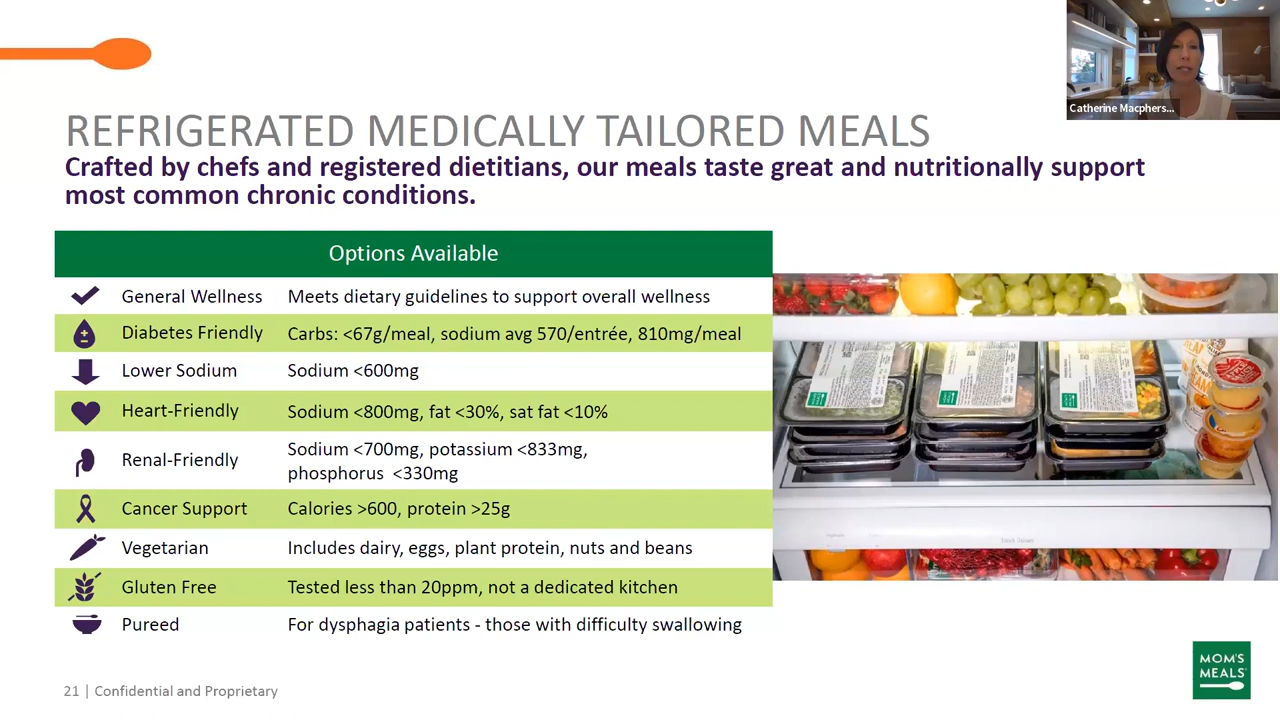 Catherine Macphers...
REFRIGERATED MEDICALLY TAILORED MEALS
Crafted by chefs and registered dietitians, our meals taste great and nutritionally support
most common chronic conditions.
Options Available
General Wellness Meets dietary guidelines to support overall wellness
Diabetes Friendly Carbs: <67g/meal, sodium avg 570/entrée, 810mg/meal
Lower Sodium Sodium <600mg
Heart-Friendly Sodium <800mg, fat <30%, sat fat <10%
Renal-Friendly Sodium <700mg, potassium <833mg,
phosphorus <330mg
Cancer Support Calories >600, protein >25g
Vegetarian Includes dairy, eggs, plant protein, nuts and beans
Gluten Free Tested less than 20ppm, not a dedicated kitchen
Pureed For dysphagia patients - those with difficulty swallowing
21 | Confidential and Proprietary
MOM'S
MEALS